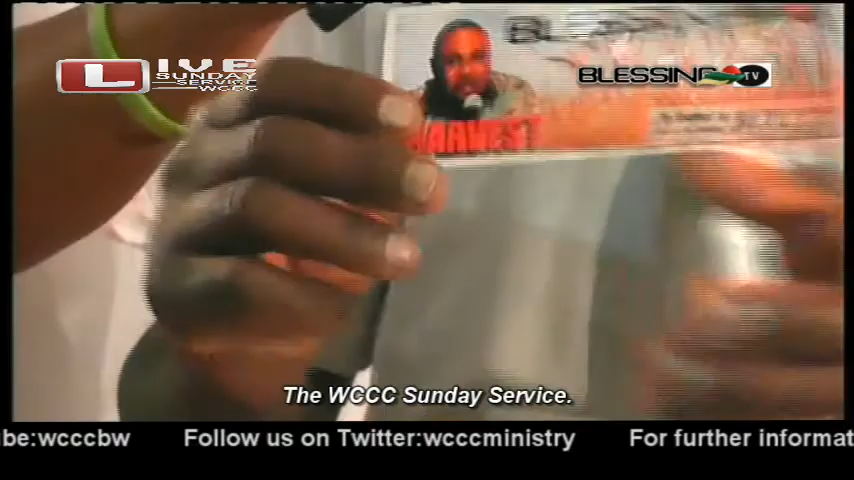 LIVE
SUNDAY
SERVICE
WCCC
BLESSING TV
HARVEST
The WCCC Sunday Service.
be:wcccbw Follow us on Twitter:wcccministry For further informat